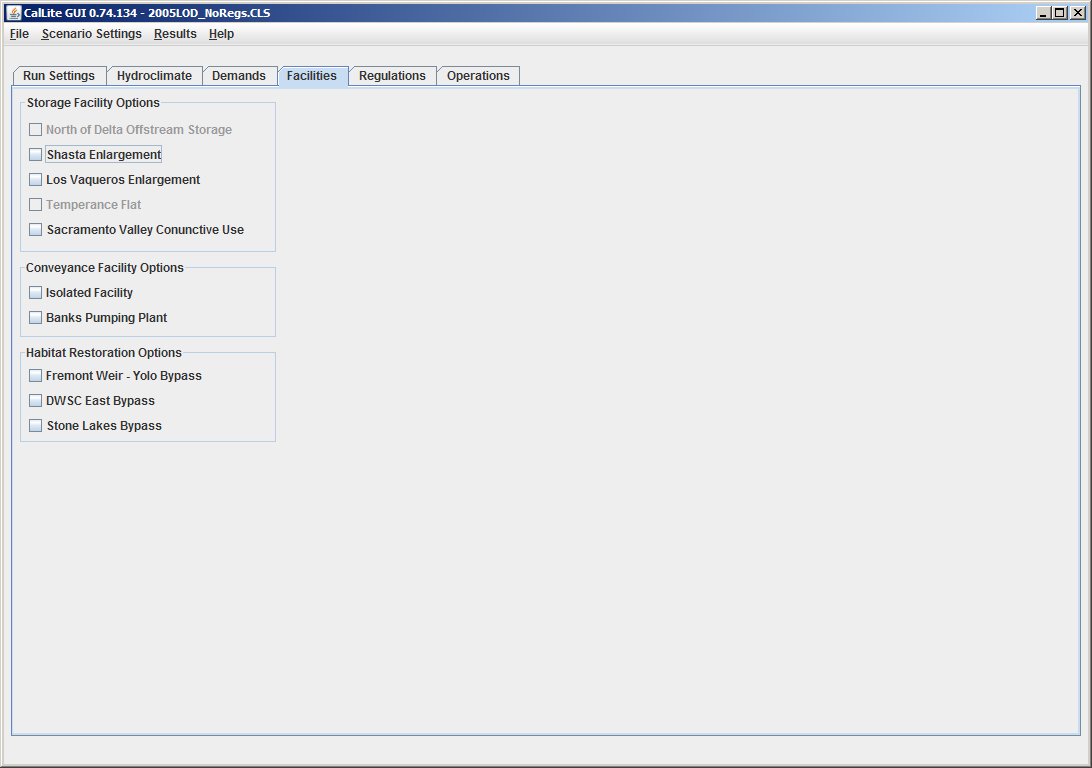 CalLite GUI 0.74.134 - 2005LOD_NoRegs.CLS
File Scenario Settings Results Help
Run Settings Hydroclimate Demands Facilities Regulations Operations
Storage Facility Options
North of Delta Offstream Storage
Shasta Enlargement
Los Vaqueros Enlargement
Temperance Flat
Sacramento Valley Conunctive Use
Conveyance Facility Options
Isolated Facility
Banks Pumping Plant
Habitat Restoration Options
Fremont Weir - Yolo Bypass
DWSC East Bypass
Stone Lakes Bypass